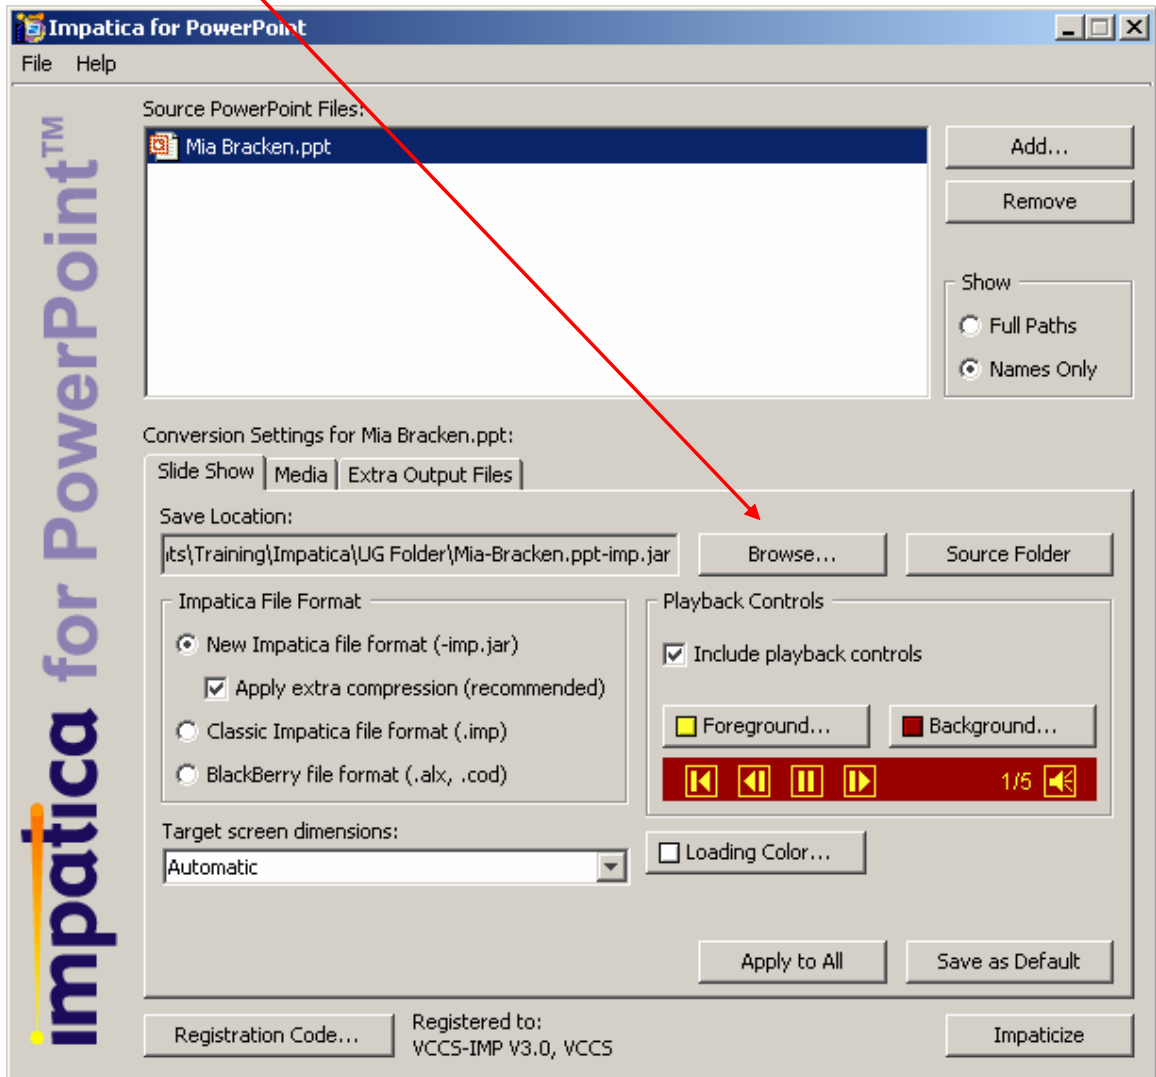 Impatica for PowerPoint
File Help
impatica for PowerPoint™
Source PowerPoint Files:
Mia Bracken.ppt
Add...
Remove
Show
Full Paths
Names Only
Conversion Settings for Mia Bracken.ppt:
Slide Show Media Extra Output Files
Save Location:
its\Training\Impatica\UG Folder\Mia-Bracken.ppt-imp.jar Browse... Source Folder
Impatica File Format
New Impatica file format (-imp.jar)
Apply extra compression (recommended)
Classic Impatica file format (.imp)
BlackBerry file format (.alx, .cod)
Playback Controls
Include playback controls
Foreground... Background...
1/5
Target screen dimensions:
Automatic
Loading Color...
Apply to All Save as Default
Registration Code...
Registered to:
VCCS-IMP V3.0, VCCS
Impaticize